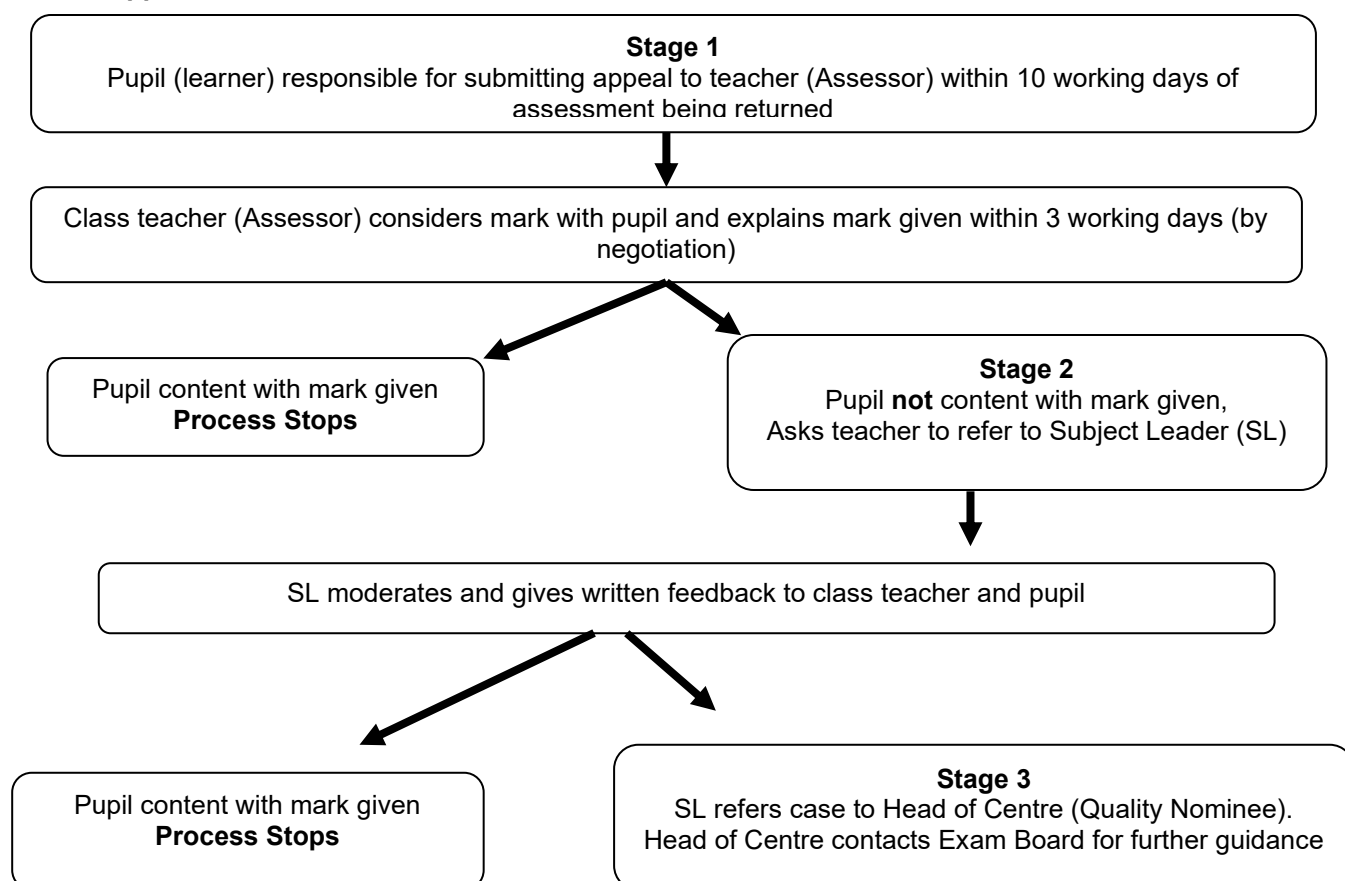 Stage 1
Pupil (learner) responsible for submitting appeal to teacher (Assessor) within 10 working days of
assessment being returned
Class teacher (Assessor) considers mark with pupil and explains mark given within 3 working days (by
negotiation)
Pupil content with mark given
Process Stops
Stage 2
Pupil not content with mark given,
Asks teacher to refer to Subject Leader (SL)
SL moderates and gives written feedback to class teacher and pupil
Pupil content with mark given
Process Stops
Stage 3
SL refers case to Head of Centre (Quality Nominee).
Head of Centre contacts Exam Board for further guidance